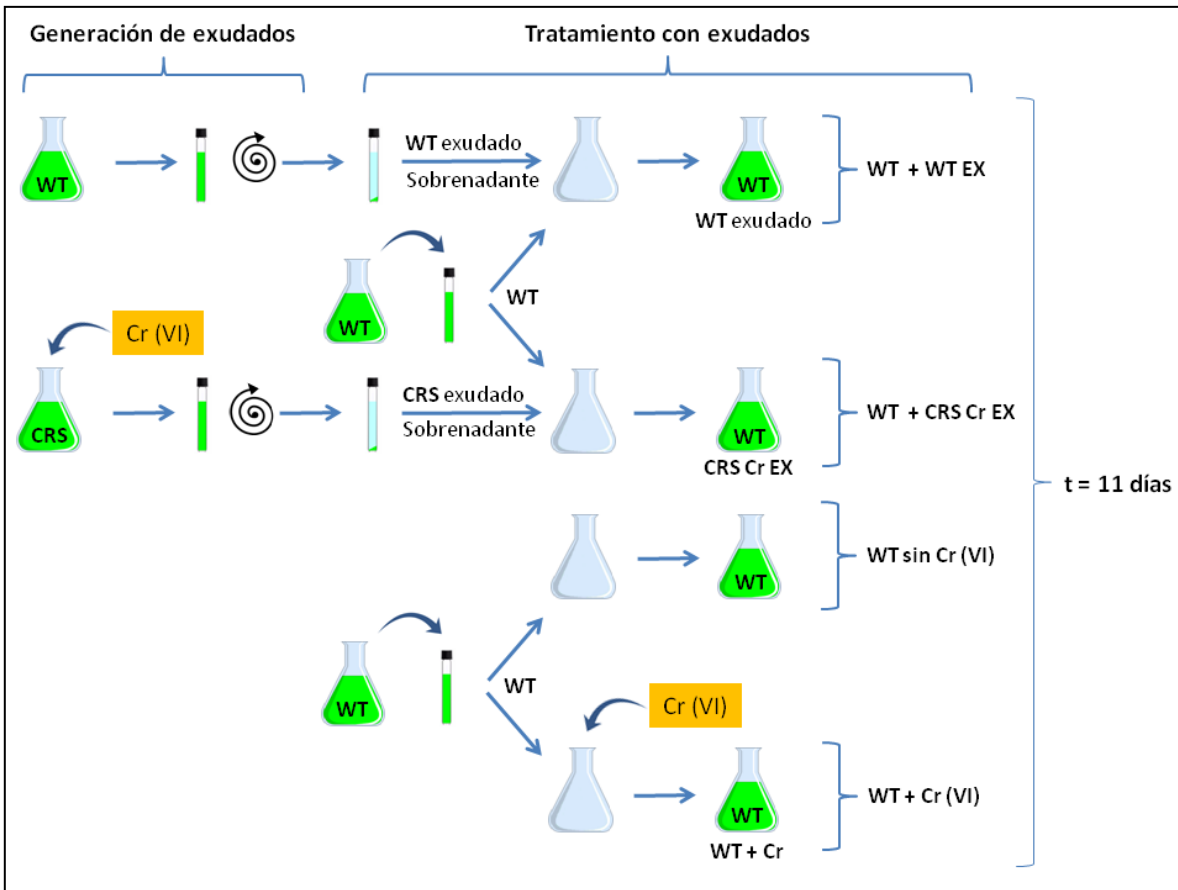 Generación de exudados
Tratamiento con exudados
WT
WT exudado
Sobrenadante
WT
WT exudado
WT + WT EX
WT
WT
Cr (VI)
CRS
CRS exudado
Sobrenadante
WT
CRS Cr EX
WT + CRS Cr EX
t = 11 días
WT
WT sin Cr (VI)
WT
WT
Cr (VI)
WT
WT + Cr
WT + Cr (VI)